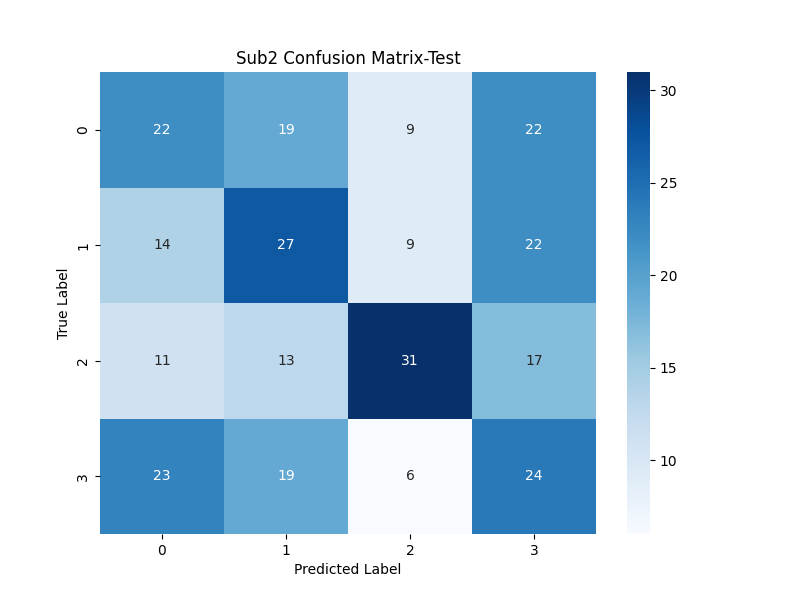 Sub2 Confusion Matrix-Test
0 22 19 9 22
1 14 27 9 22
2 11 13 31 17
3 23 19 6 24
0 1 2 3
Predicted Label
True Label
30
25
20
15
10